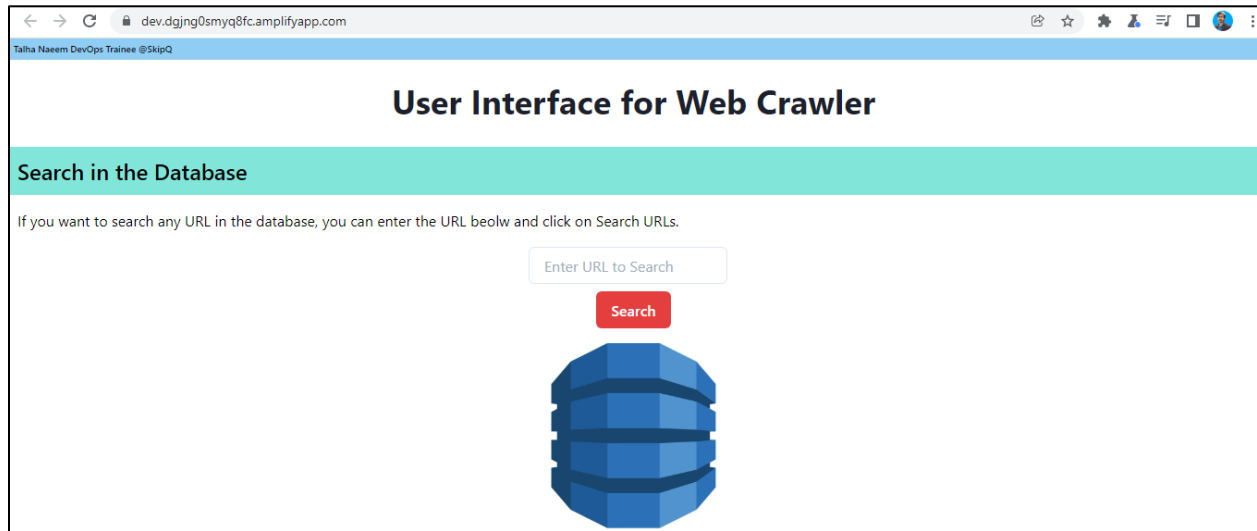 dev.dgjng0smyq8fc.amplifyapp.com
Talha Naeem DevOps Trainee @SkipQ
User Interface for Web Crawler
Search in the Database
If you want to search any URL in the database, you can enter the URL beolw and click on Search URLs.
Enter URL to Search
Search